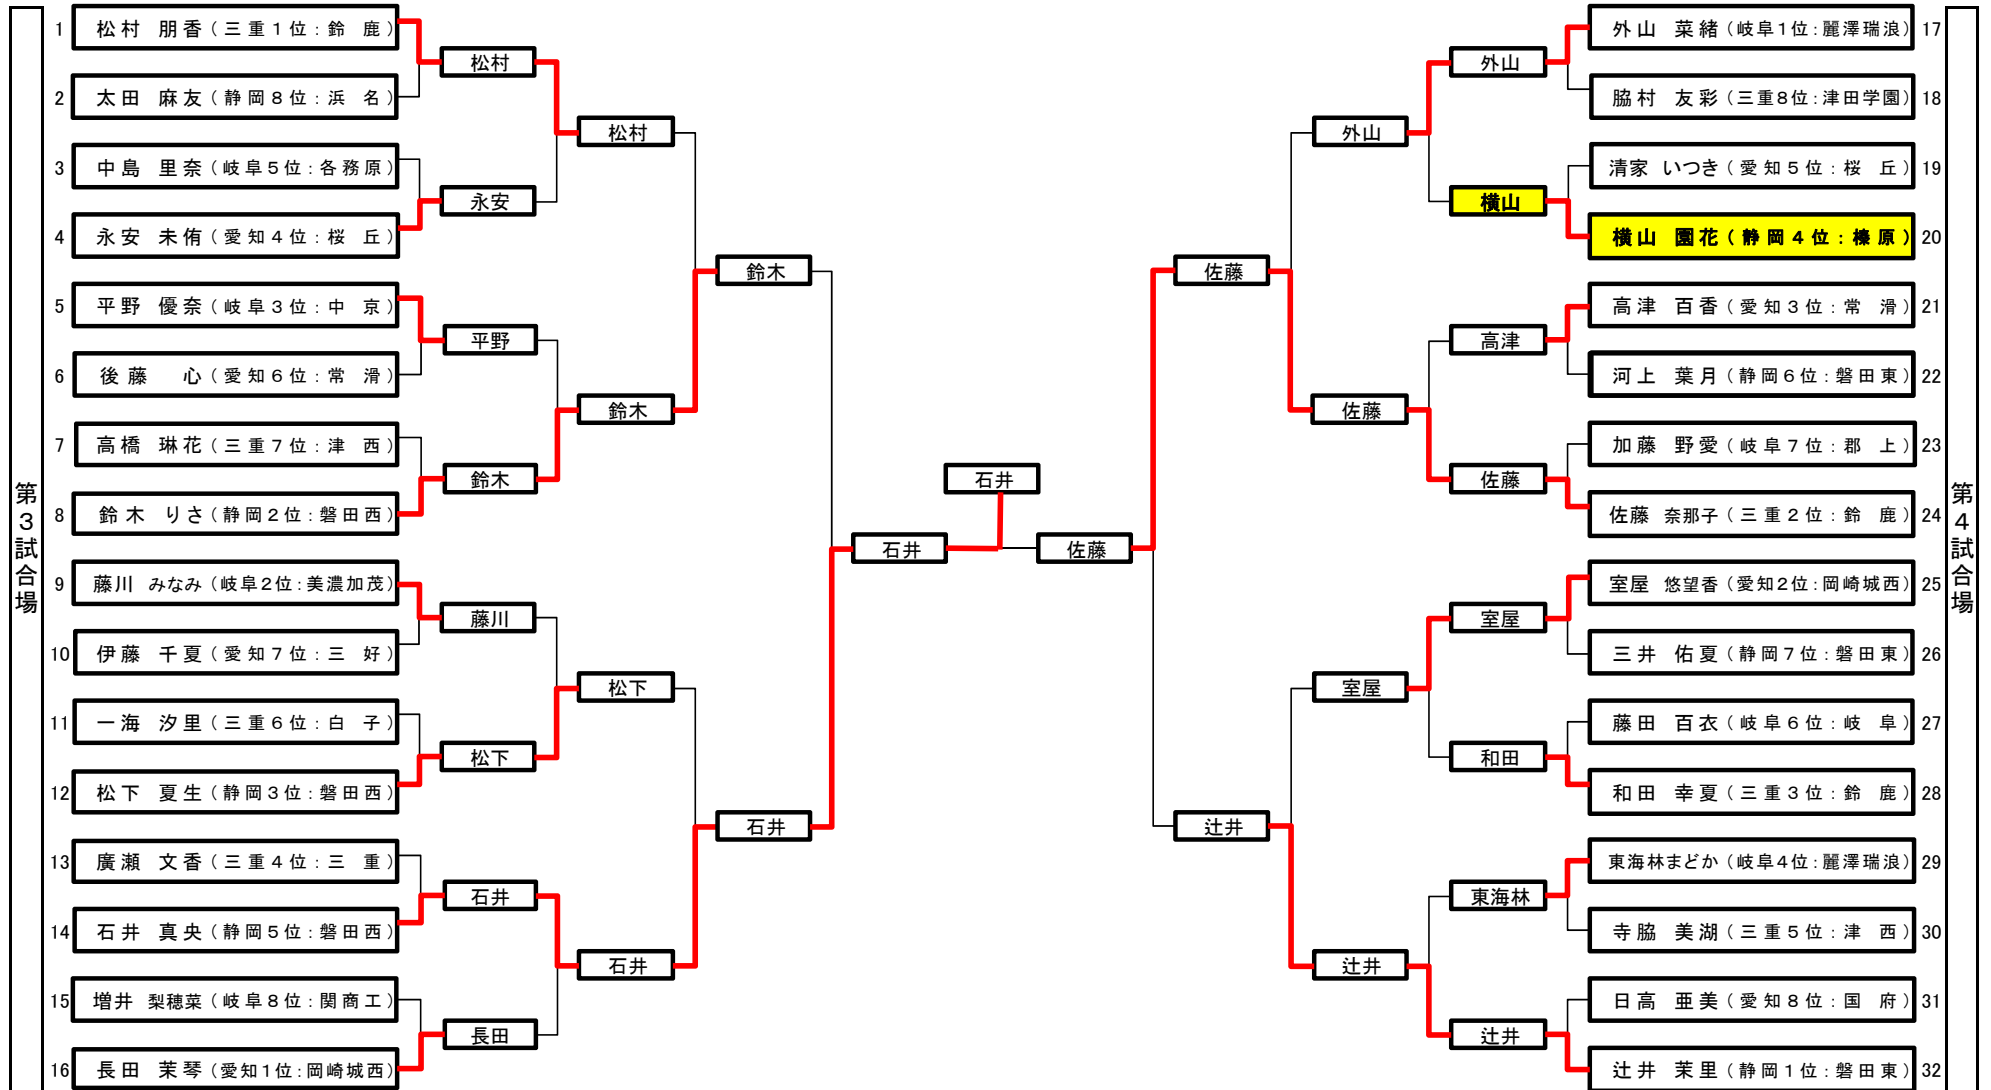 第3試合場
1 松村 朋香(三重1位:鈴 鹿)
2 太田 麻友(静岡8位:浜 名)
3 中島 里奈(岐阜5位:各務原)
4 永安 未侑(愛知4位:桜 丘)
5 平野 優奈(岐阜3位:中 京)
6 後藤 心(愛知6位:常 滑)
7 高橋 琳花(三重7位:津 西)
8 鈴木 りさ(静岡2位:磐田西)
9 藤川 みなみ(岐阜2位:美濃加茂)
10 伊藤 千夏(愛知7位:三 好)
11 一海 汐里(三重6位:白 子)
12 松下 夏生(静岡3位:磐田西)
13 廣瀬 文香(三重4位:三 重)
14 石井 真央(静岡5位:磐田西)
15 増井 梨穂菜(岐阜8位:関商工)
16 長田 茉琴(愛知1位:岡崎城西)
松村
永安
平野
鈴木
藤川
松下
石井
長田
松村
鈴木
松下
石井
鈴木
石井
石井
石井
佐藤
佐藤
辻井
外山
佐藤
室屋
辻井
外山
横山
高津
佐藤
室屋
和田
東海林
辻井
外山 菜緒(岐阜1位:麗澤瑞浪) 17
脇村 友彩(三重8位:津田学園) 18
清家 いつき(愛知5位:桜 丘) 19
横山 園花(静岡4位:榛原) 20
高津 百香(愛知3位:常 滑) 21
河上 葉月(静岡6位:磐田東) 22
加藤 野愛(岐阜7位:郡 上) 23
佐藤 奈那子(三重2位:鈴 鹿) 24
室屋 悠望香(愛知2位:岡崎城西) 25
三井 佑夏(静岡7位:磐田東) 26
藤田 百衣(岐阜6位:岐 阜) 27
和田 幸夏(三重3位:鈴 鹿) 28
東海林まどか(岐阜4位:麗澤瑞浪) 29
寺脇 美湖(三重5位:津 西) 30
日高 亜美(愛知8位:国 府) 31
辻井 茉里(静岡1位:磐田東) 32
第4試合場